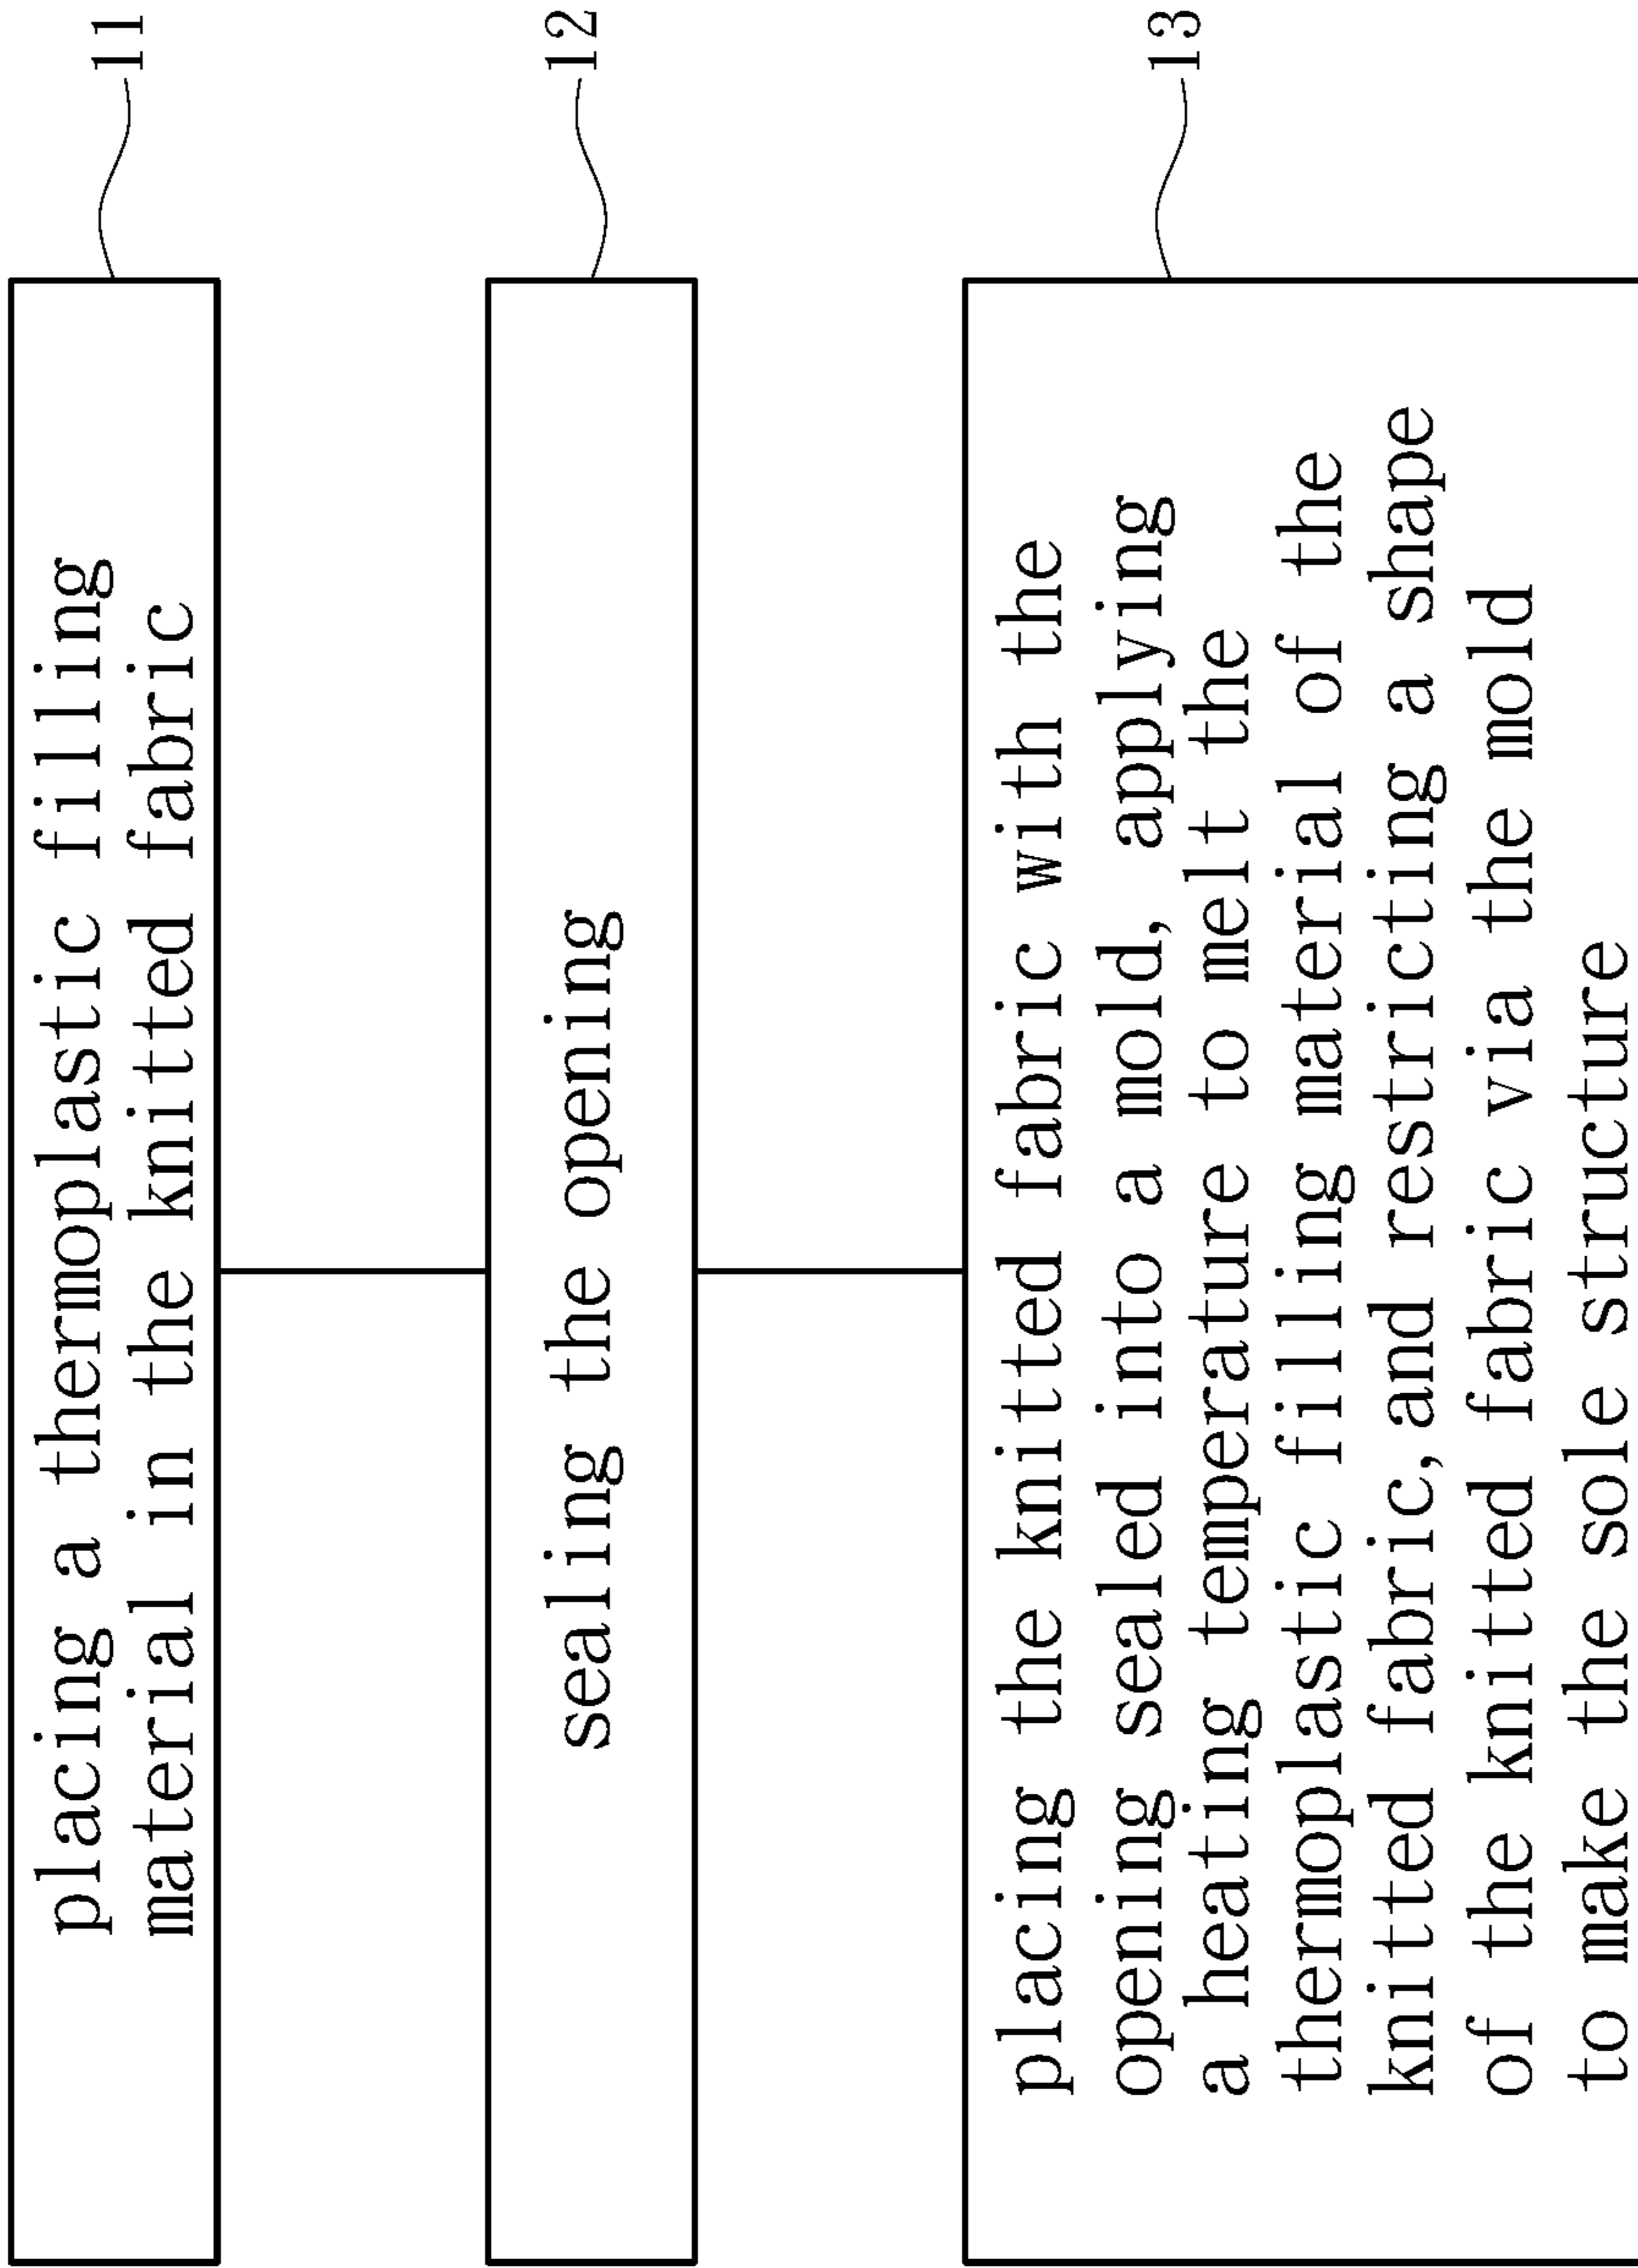 placing a thermoplastic filling
material in the knitted fabric
11
sealing the opening
12
placing the knitted fabric with the
opening sealed into a mold, applying
a heating temperature to melt the
thermoplastic filling material of the
knitted fabric, and restricting a shape
of the knitted fabric via the mold
to make the sole structure
13